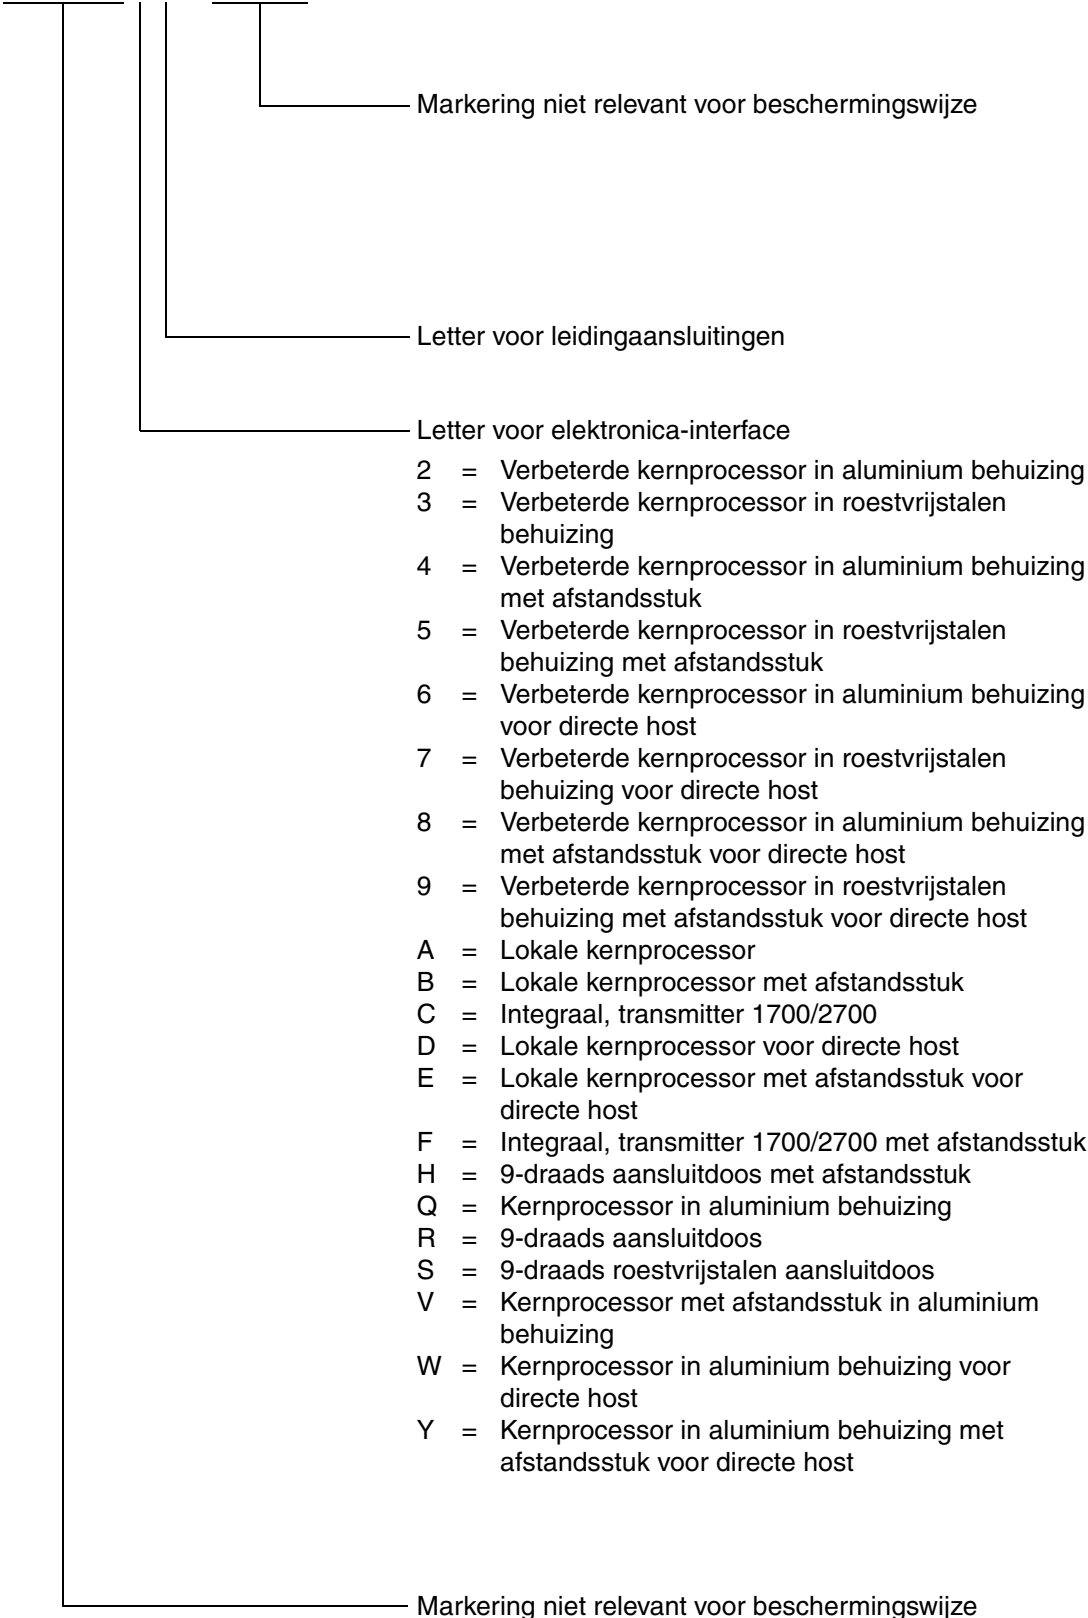 Markering niet relevant voor beschermingswijze
Letter voor leidingaansluitingen
Letter voor elektronica-interface
2 = Verbeterde kernprocessor in aluminium behuizing
3 = Verbeterde kernprocessor in roestvrijstalen
behuizing
4 = Verbeterde kernprocessor in aluminium behuizing
met afstandsstuk
5 = Verbeterde kernprocessor in roestvrijstalen
behuizing met afstandsstuk
6 = Verbeterde kernprocessor in aluminium behuizing
voor directe host
7 = Verbeterde kernprocessor in roestvrijstalen
behuizing voor directe host
8 = Verbeterde kernprocessor in aluminium behuizing
met afstandsstuk voor directe host
9 = Verbeterde kernprocessor in roestvrijstalen
behuizing met afstandsstuk voor directe host
A = Lokale kernprocessor
B = Lokale kernprocessor met afstandsstuk
C = Integraal, transmitter 1700/2700
D = Lokale kernprocessor voor directe host
E = Lokale kernprocessor met afstandsstuk voor
directe host
F = Integraal, transmitter 1700/2700 met afstandsstuk
H = 9-draads aansluitdoos met afstandsstuk
Q = Kernprocessor in aluminium behuizing
R = 9-draads aansluitdoos
S = 9-draads roestvrijstalen aansluitdoos
V = Kernprocessor met afstandsstuk in aluminium
behuizing
W = Kernprocessor in aluminium behuizing voor
directe host
Y = Kernprocessor in aluminium behuizing met
afstandsstuk voor directe host
Markering niet relevant voor beschermingswijze